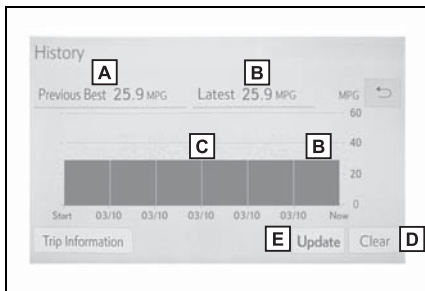 History
A
B
Previous Best 25.9 MPG
Latest 25.9 MPG
MPG
60
C
B
40
20
0
Start 03/10 03/10 03/10 03/10 03/10 Now
Trip Information
E
Update
Clear
D